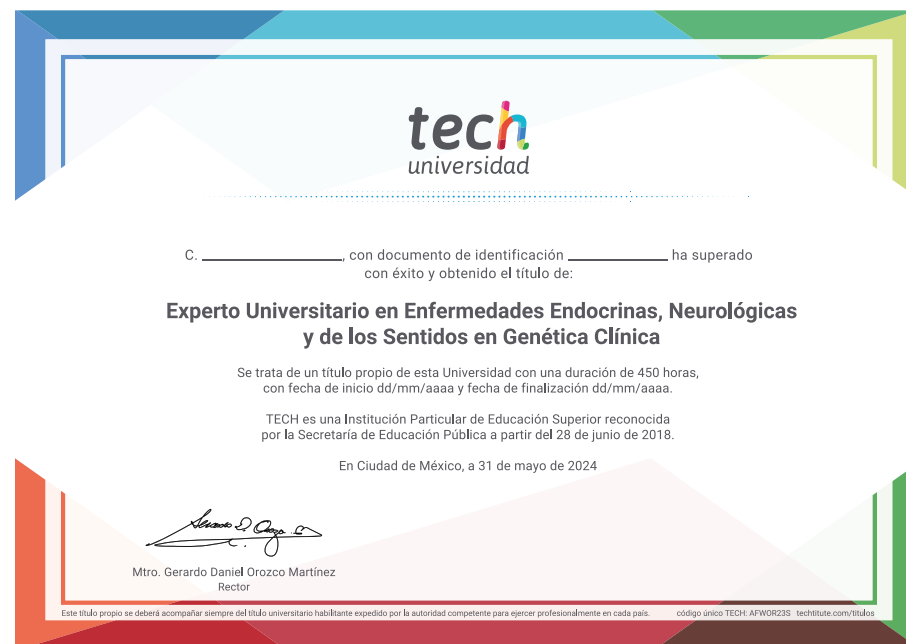 tech
universidad
C. ____________, con documento de identificación ____________ ha superado
con éxito y obtenido el título de:
Experto Universitario en Enfermedades Endocrinas, Neurológicas
y de los Sentidos en Genética Clínica
Se trata de un título propio de esta Universidad con una duración de 450 horas,
con fecha de inicio dd/mm/aaaa y fecha de finalización dd/mm/aaaa.
TECH es una Institución Particular de Educación Superior reconocida
por la Secretaría de Educación Pública a partir del 28 de junio de 2018.
En Ciudad de México, a 31 de mayo de 2024
Mtro. Gerardo Daniel Orozco Martínez
Rector
Este título propio se deberá acompañar siempre del título universitario habilitante expedido por la autoridad competente para ejercer profesionalmente en cada país. código único TECH: AFWOR23S techtitute.com/titulos